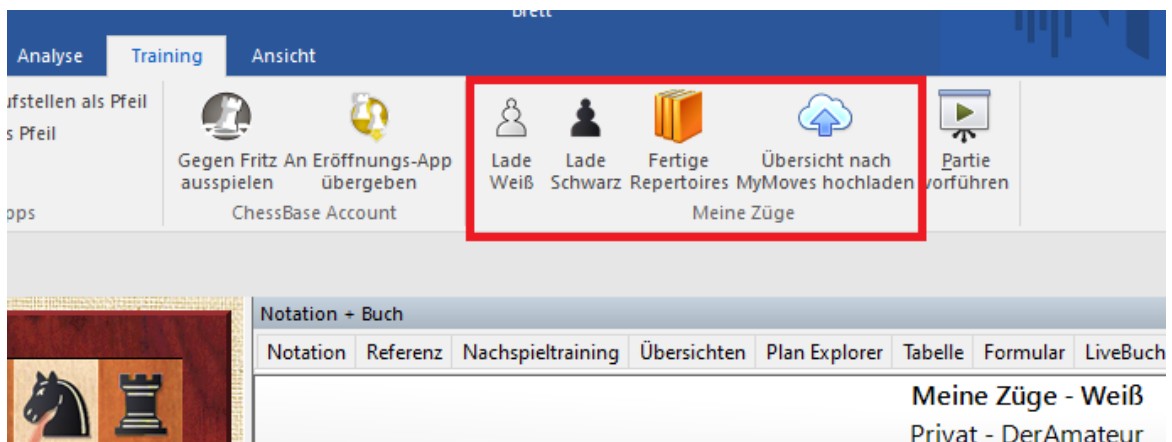 Brett
Analyse Training Ansicht
ufstellen als Pfeil
s Pfeil
Gegen Fritz ausspielen
An Eröffnungs-App übergeben
Lade Weiß
Lade Schwarz
Fertige Repertoires
Übersicht nach MyMoves hochladen
Partie vorführen
ops
ChessBase Account
Meine Züge
Notation + Buch
Notation Referenz Nachspieltraining Übersichten Plan Explorer Tabelle Formular LiveBuch
Meine Züge - Weiß
Privat - DerAmateur